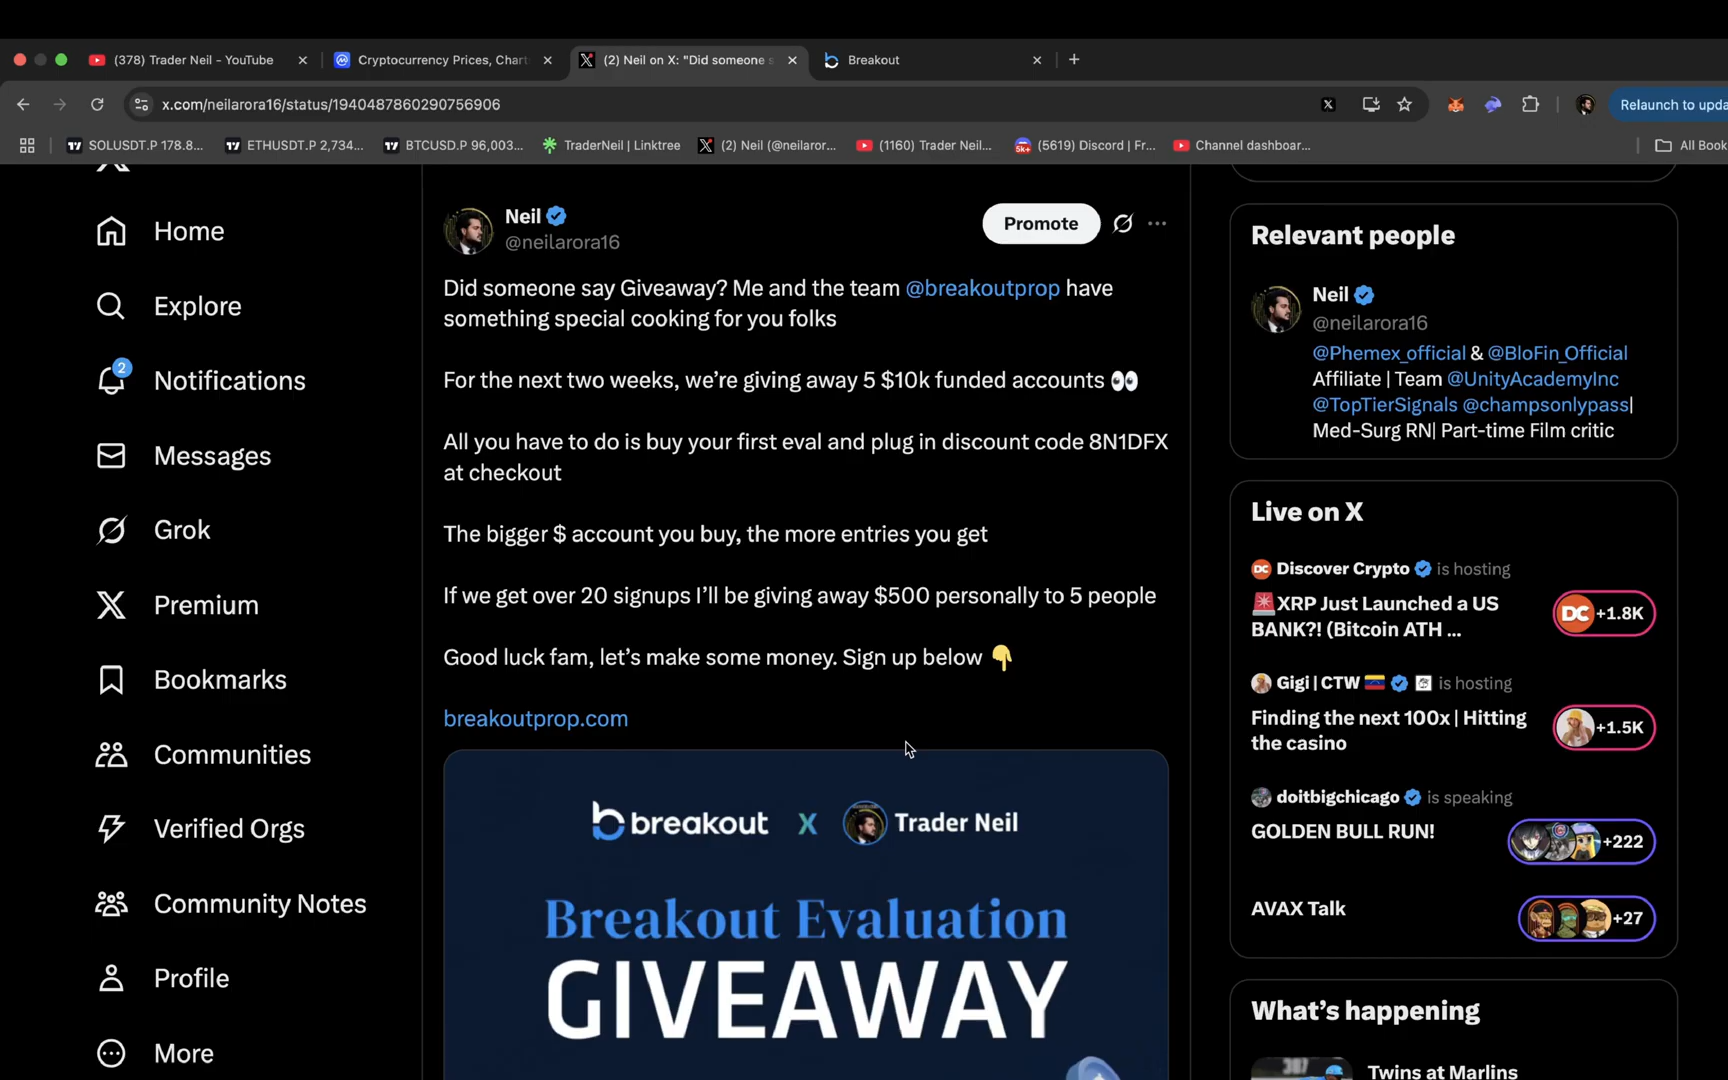 (378) Trader Neil - YouTube
Cryptocurrency Prices, Chart
(2) Neil on X: "Did someone s
Breakout
x.com/neilarora16/status/1940487860290756906
Relaunch to upda
SOLUSDT.P 178.8...
ETHUSDT.P 2,734...
BTCUSD.P 96,003...
TraderNeil | Linktree
(2) Neil (@neilaror...
(1160) Trader Neil...
5k+
(5619) Discord | Fr...
Channel dashboar...
All Book
Home
Explore
2
Notifications
Messages
Grok
Premium
Bookmarks
Communities
Verified Orgs
Community Notes
Profile
More
Neil
@neilarora16
Promote
Did someone say Giveaway? Me and the team @breakoutprop have
something special cooking for you folks
For the next two weeks, we’re giving away 5 $10k funded accounts 👀
All you have to do is buy your first eval and plug in discount code 8N1DFX
at checkout
The bigger $ account you buy, the more entries you get
If we get over 20 signups I’ll be giving away $500 personally to 5 people
Good luck fam, let’s make some money. Sign up below 👇
breakoutprop.com
breakout X Trader Neil
Breakout Evaluation
GIVEAWAY
Relevant people
Neil
@neilarora16
@Phemex_official & @BloFin_Official
Affiliate | Team @UnityAcademyInc
@TopTierSignals @champsonlypass|
Med-Surg RN| Part-time Film critic
Live on X
DC Discover Crypto is hosting
🚨XRP Just Launched a US
BANK?! (Bitcoin ATH ...
DC +1.8K
Gigi | CTW 🇻🇪 is hosting
Finding the next 100x | Hitting
the casino
+1.5K
doitbigchicago is speaking
GOLDEN BULL RUN!
+222
AVAX Talk
+27
What’s happening
Twins at Marlins